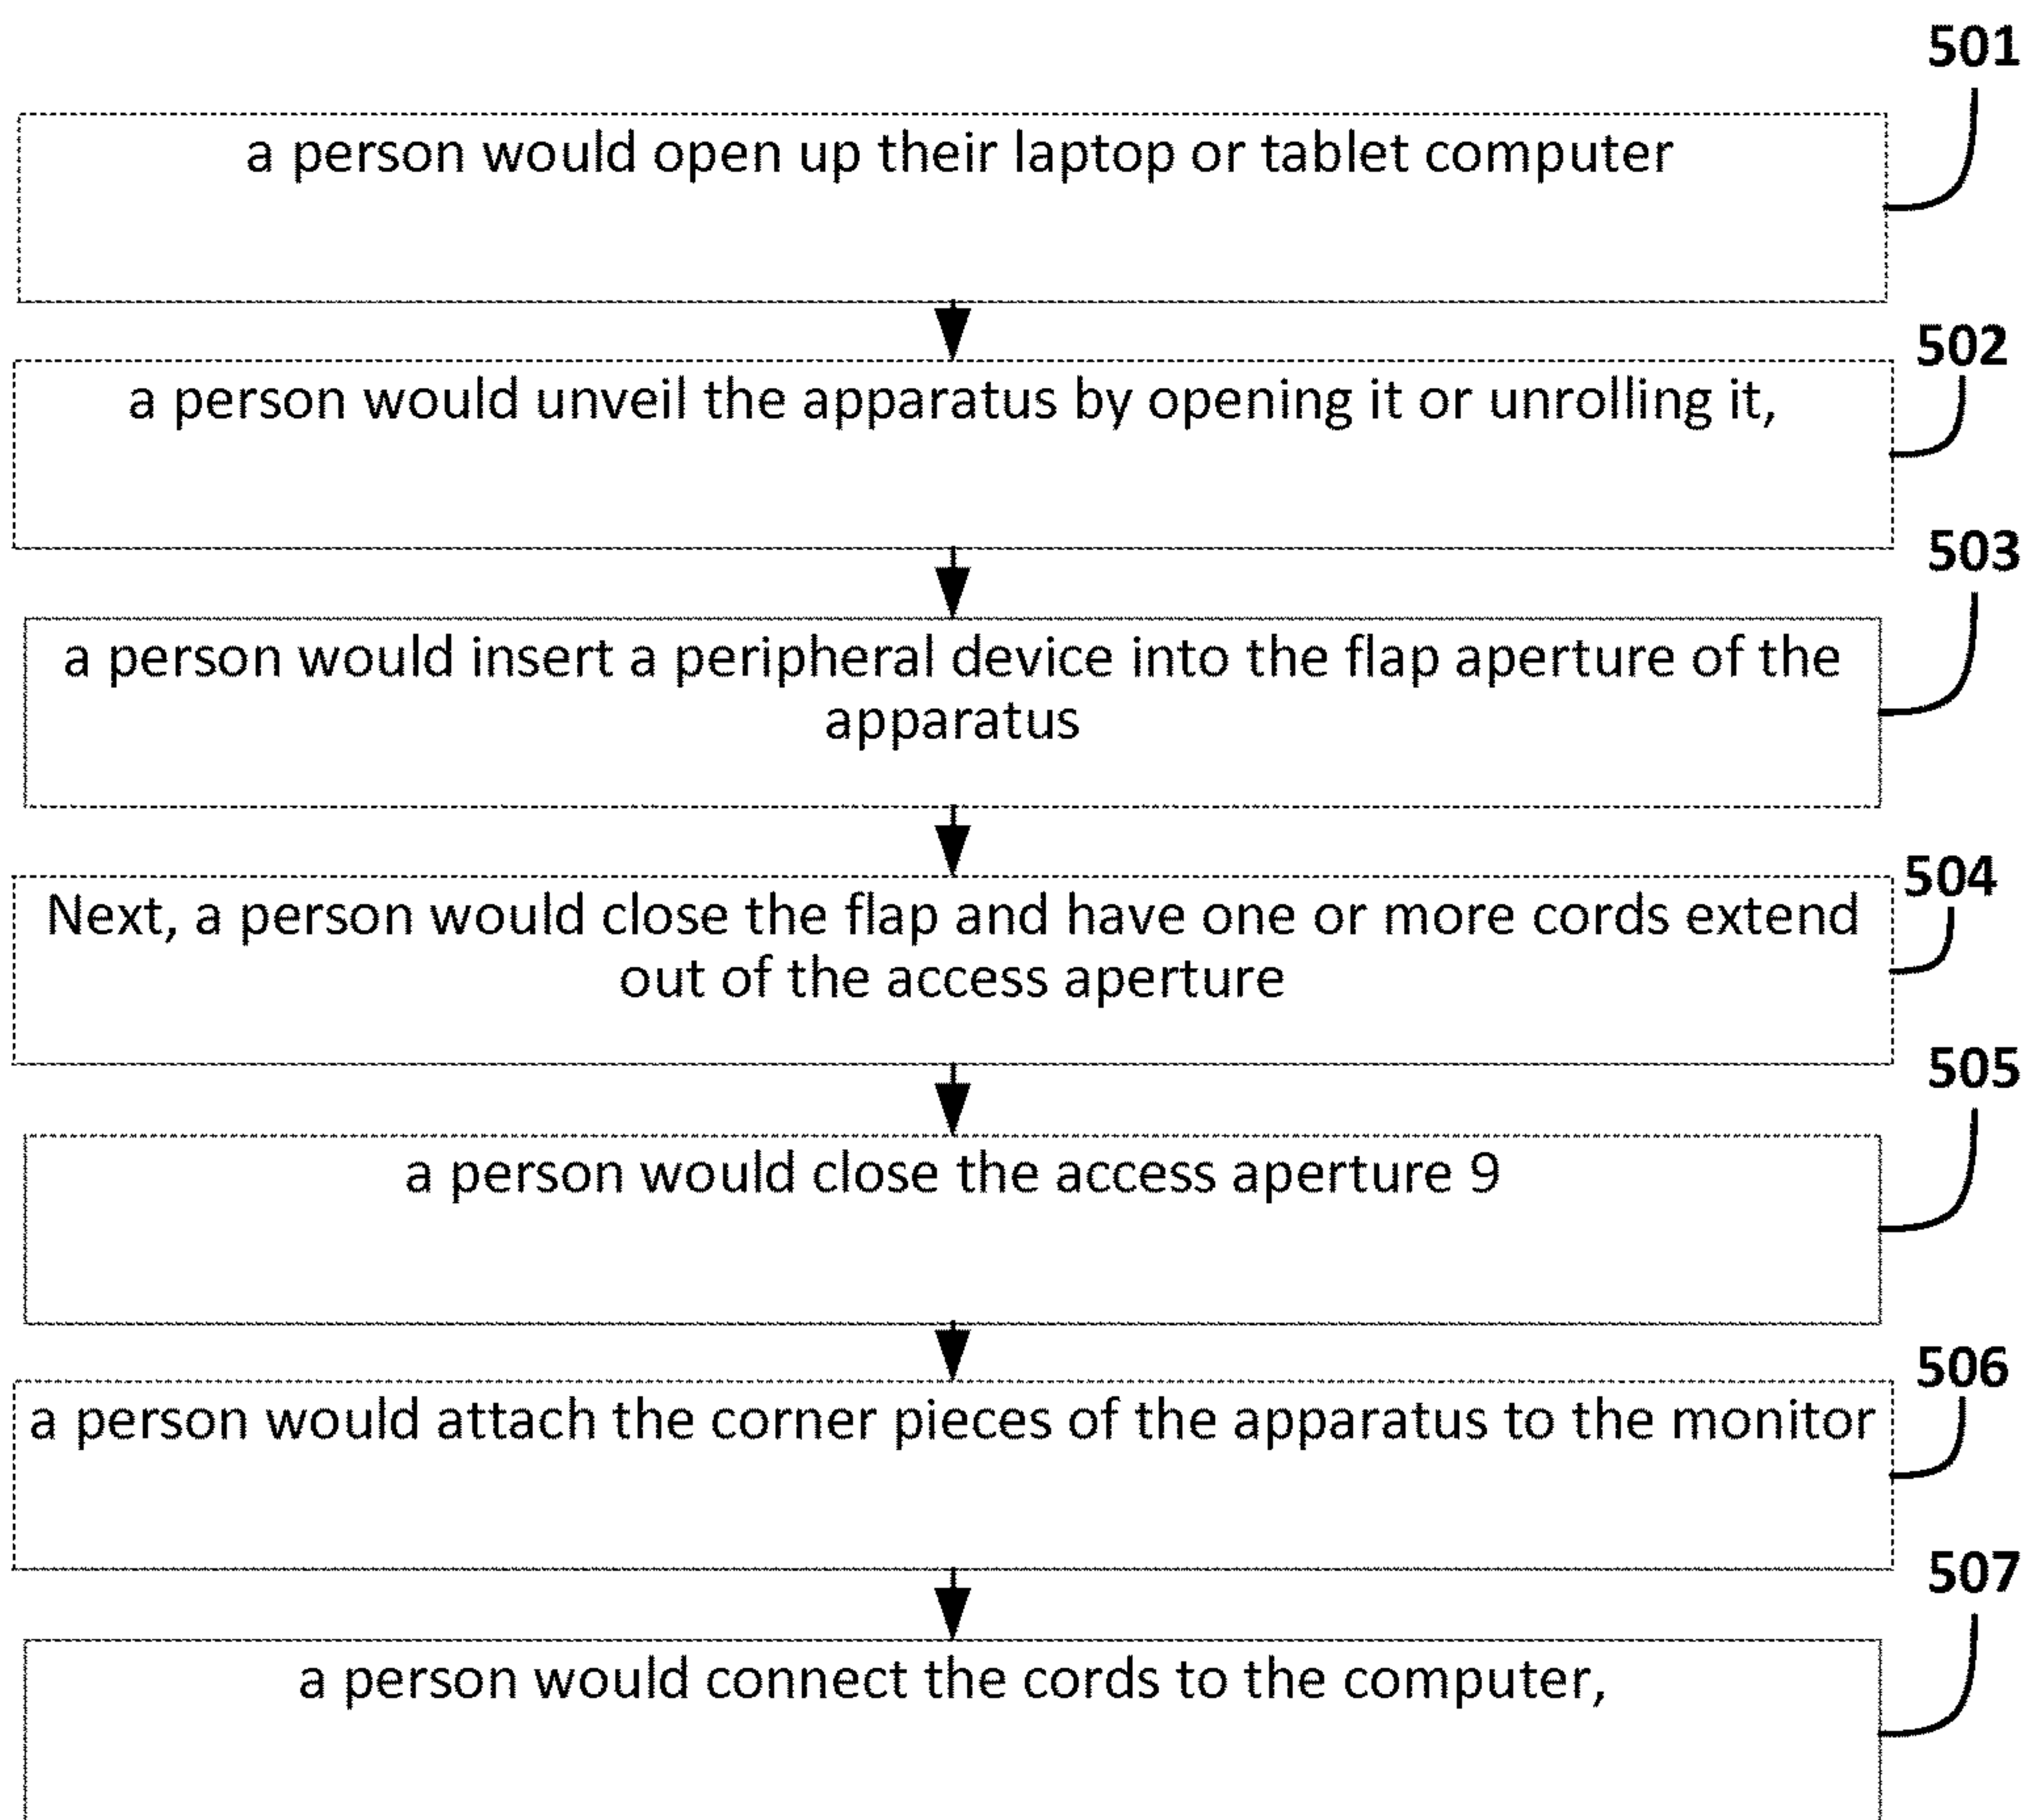 501
a person would open up their laptop or tablet computer
502
a person would unveil the apparatus by opening it or unrolling it,
503
a person would insert a peripheral device into the flap aperture of the
apparatus
504
Next, a person would close the flap and have one or more cords extend
out of the access aperture
505
a person would close the access aperture 9
506
a person would attach the corner pieces of the apparatus to the monitor
507
a person would connect the cords to the computer,